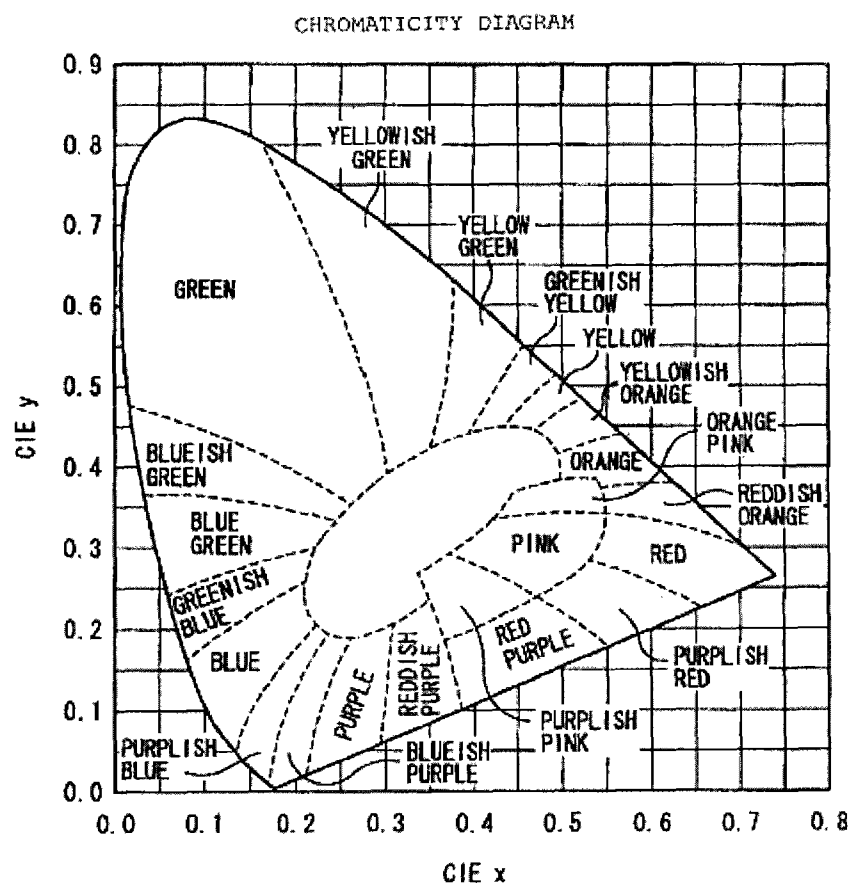 CHROMATICITY DIAGRAM
0.9
0.8
0.7
0.6
0.5
0.4
0.3
0.2
0.1
0.0
CIE y
YELLOWISH
GREEN
YELLOW
GREEN
GREEN
GREENISH
YELLOW
YELLOW
YELLOWISH
ORANGE
ORANGE
PINK
BLUEISH
GREEN
ORANGE
REDDISH
ORANGE
BLUE
GREEN
PINK
RED
GREENISH
BLUE
BLUE
PURPLE
REDDISH
PURPLE
RED
PURPLE
PURPLISH
RED
PURPLISH
PINK
PURPLISH
BLUE
BLUEISH
PURPLE
0.0 0.1 0.2 0.3 0.4 0.5 0.6 0.7 0.8
CIE x